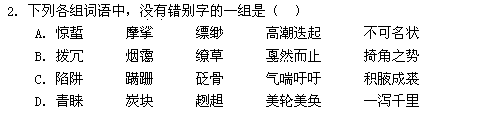 2. 下列各组词语中，没有错别字的一组是（ ）
A. 惊蛰 摩挲 缥缈 高潮迭起 不可名状
B. 拨冗 烟霭 缭草 戛然而止 掎角之势
C. 陷阱 蹒跚 砭骨 气喘吁吁 积腋成裘
D. 青睐 炭块 趔趄 美轮美奂 一泻千里